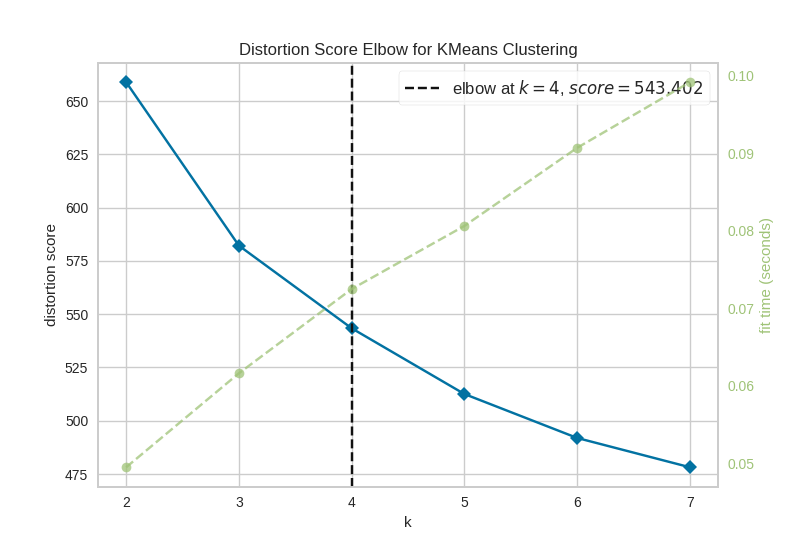 Distortion Score Elbow for KMeans Clustering
elbow at k = 4, score = 543.402
distortion score
650
625
600
575
550
525
500
475
0.10
0.09
0.08
0.07
0.06
0.05
fit time (seconds)
2 3 4 5 6 7
k